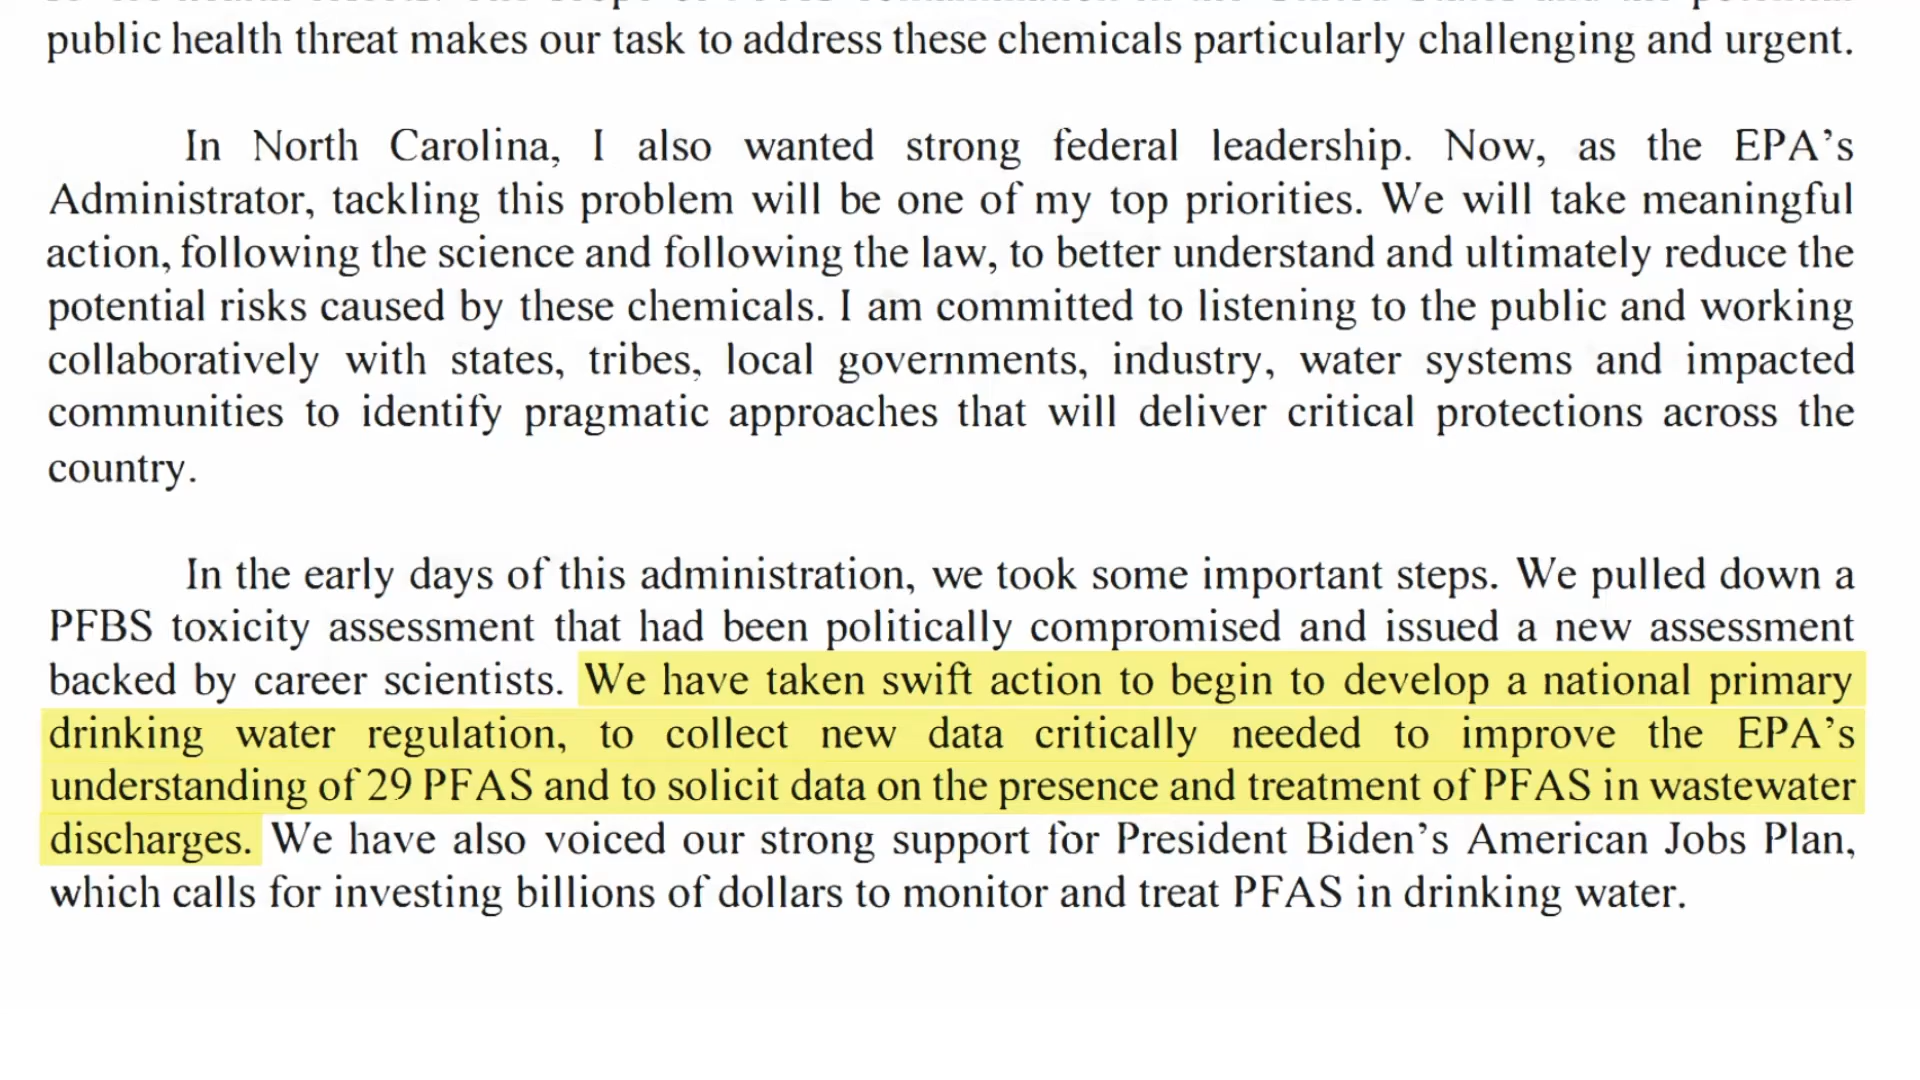 public health threat makes our task to address these chemicals particularly challenging and urgent.
In North Carolina, I also wanted strong federal leadership. Now, as the EPA’s
Administrator, tackling this problem will be one of my top priorities. We will take meaningful
action, following the science and following the law, to better understand and ultimately reduce the
potential risks caused by these chemicals. I am committed to listening to the public and working
collaboratively with states, tribes, local governments, industry, water systems and impacted
communities to identify pragmatic approaches that will deliver critical protections across the
country.
In the early days of this administration, we took some important steps. We pulled down a
PFBS toxicity assessment that had been politically compromised and issued a new assessment
backed by career scientists. We have taken swift action to begin to develop a national primary
drinking water regulation, to collect new data critically needed to improve the EPA’s
understanding of 29 PFAS and to solicit data on the presence and treatment of PFAS in wastewater
discharges. We have also voiced our strong support for President Biden’s American Jobs Plan,
which calls for investing billions of dollars to monitor and treat PFAS in drinking water.